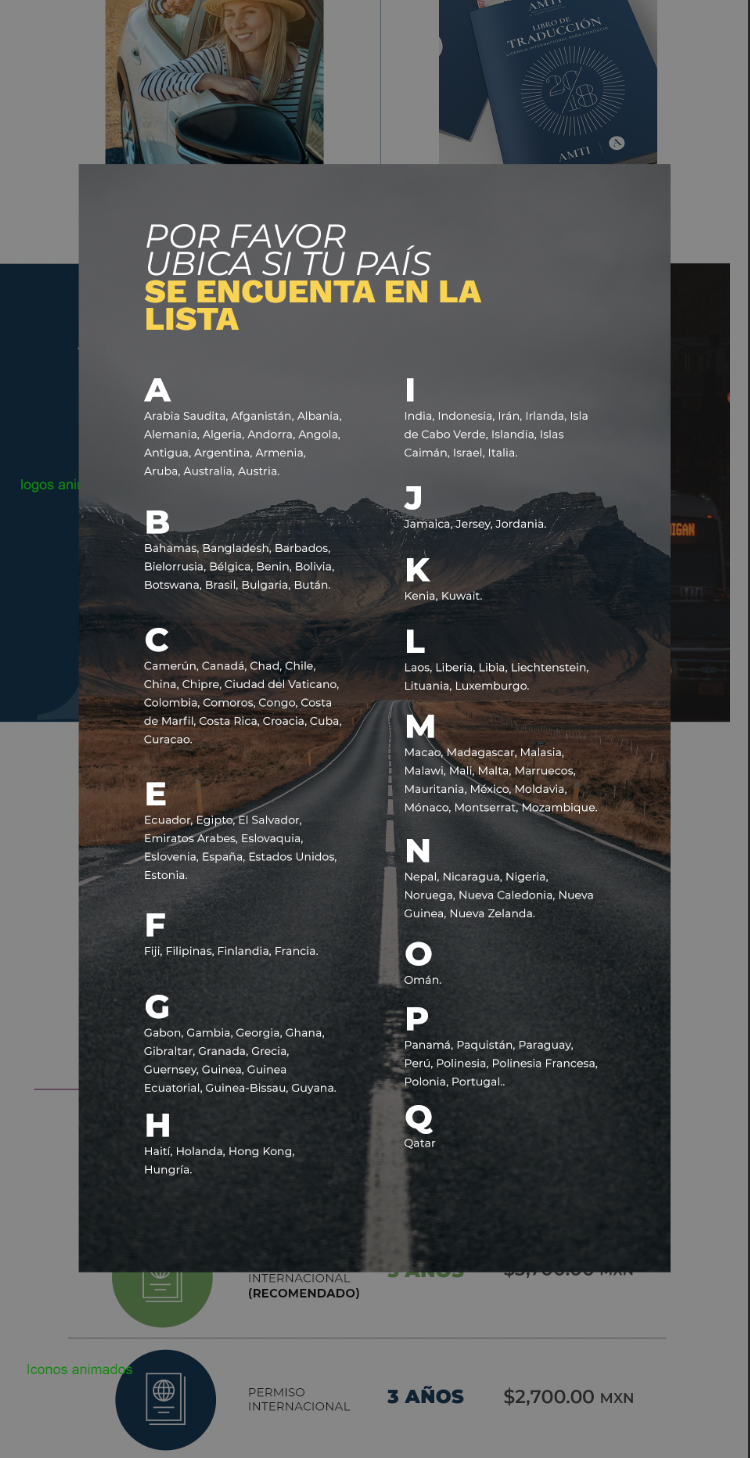 AMTI
LIBRO DE
TRADUCCIÓN
2018
AMTI
A
POR FAVOR
UBICA SI TU PAÍS
SE ENCUENTA EN LA
LISTA
A
Arabia Saudita, Afganistán, Albania,
Alemania, Algeria, Andorra, Angola,
Antigua, Argentina, Armenia,
Aruba, Australia, Austria.
B
Bahamas, Bangladesh, Barbados,
Bielorrusia, Bélgica, Benin, Bolivia,
Botswana, Brasil, Bulgaria, Bután.
C
Camerún, Canadá, Chad, Chile,
China, Chipre, Ciudad del Vaticano,
Colombia, Comoros, Congo, Costa
de Marfil, Costa Rica, Croacia, Cuba,
Curacao.
E
Ecuador, Egipto, El Salvador,
Emiratos Arabes, Eslovaquia,
Eslovenia, España, Estados Unidos,
Estonia.
F
Fiji, Filipinas, Finlandia, Francia.
G
Gabon, Gambia, Georgia, Ghana,
Gibraltar, Granada, Grecia,
Guernsey, Guinea, Guinea
Ecuatorial, Guinea-Bissau, Guyana.
H
Haití, Holanda, Hong Kong,
Hungría.
I
India, Indonesia, Irán, Irlanda, Isla
de Cabo Verde, Islandia, Islas
Caimán, Israel, Italia.
J
Jamaica, Jersey, Jordania.
K
Kenia, Kuwait.
L
Laos, Liberia, Libia, Liechtenstein,
Lituania, Luxemburgo.
M
Macao, Madagascar, Malasia,
Malawi, Mali, Malta, Marruecos,
Mauritania, México, Moldavia,
Mónaco, Montserrat, Mozambique.
N
Nepal, Nicaragua, Nigeria,
Noruega, Nueva Caledonia, Nueva
Guinea, Nueva Zelanda.
O
Omán.
P
Panamá, Paquistán, Paraguay,
Perú, Polinesia, Polinesia Francesa,
Polonia, Portugal..
Q
Qatar
logos ani
IGAN
INTERNACIONAL 3 AÑOS $3,700.00 MXN
(RECOMENDADO)
Iconos animados
PERMISO
INTERNACIONAL
3 AÑOS $2,700.00 MXN